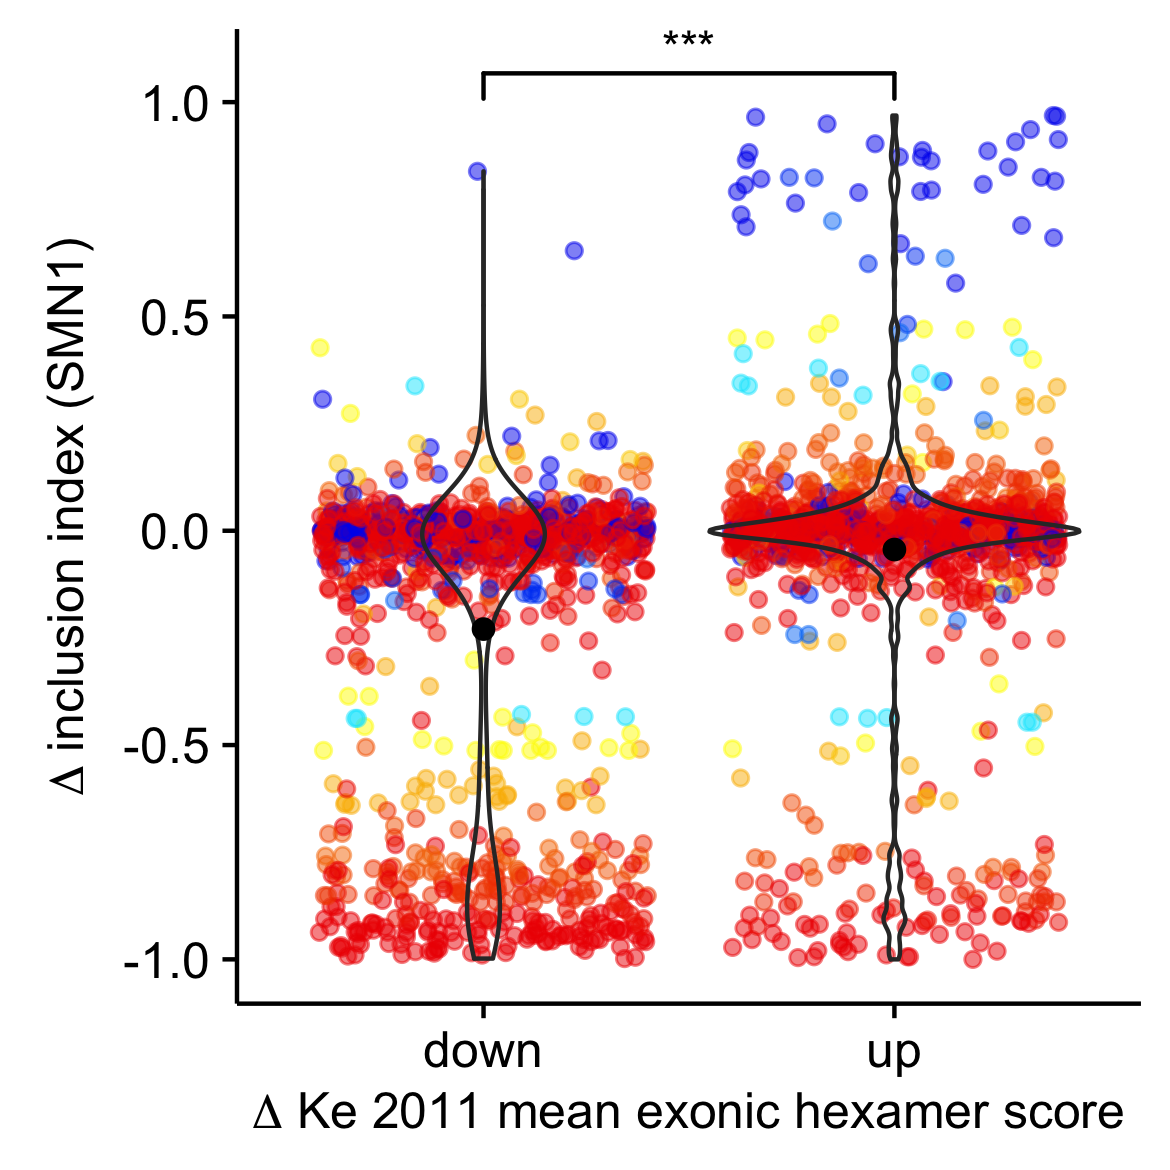 ***
1.0
0.5
0.0
-0.5
-1.0
Δ inclusion index (SMN1)
down
up
Δ Ke 2011 mean exonic hexamer score